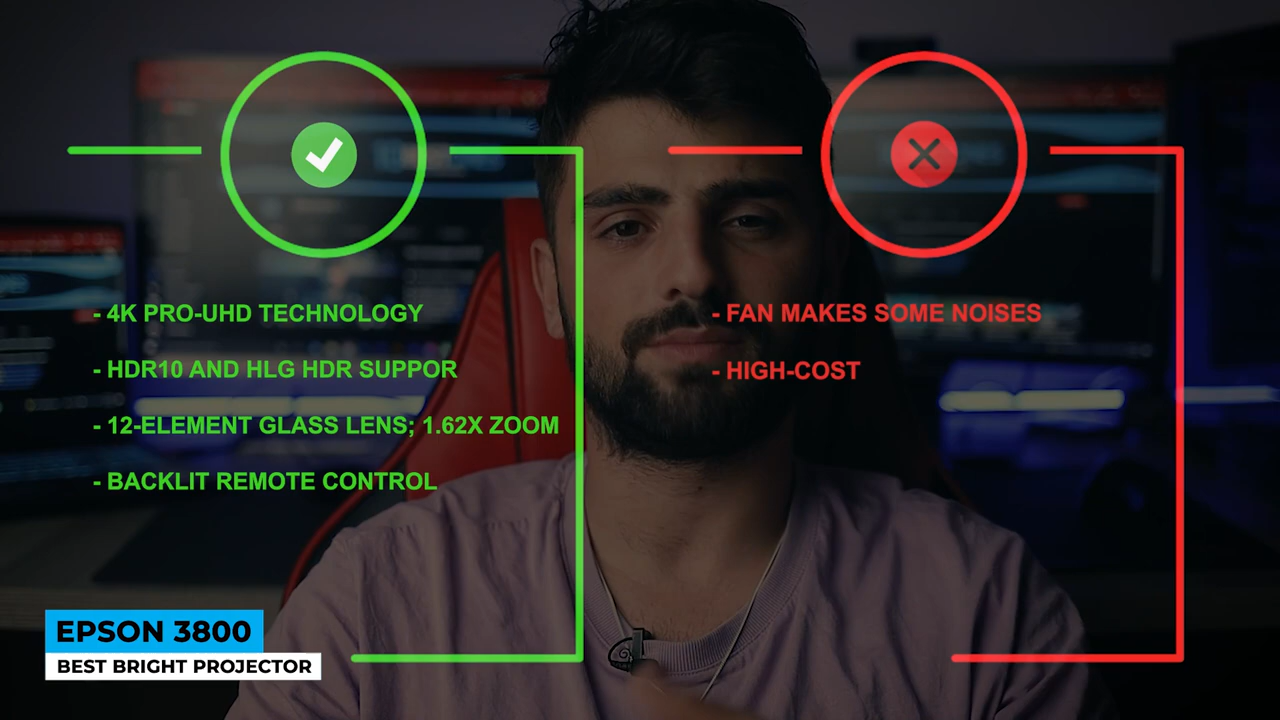 - 4K PRO-UHD TECHNOLOGY
- HDR10 AND HLG HDR SUPPOR
- 12-ELEMENT GLASS LENS; 1.62X ZOOM
- BACKLIT REMOTE CONTROL
- FAN MAKES SOME NOISES
- HIGH-COST
EPSON 3800
BEST BRIGHT PROJECTOR